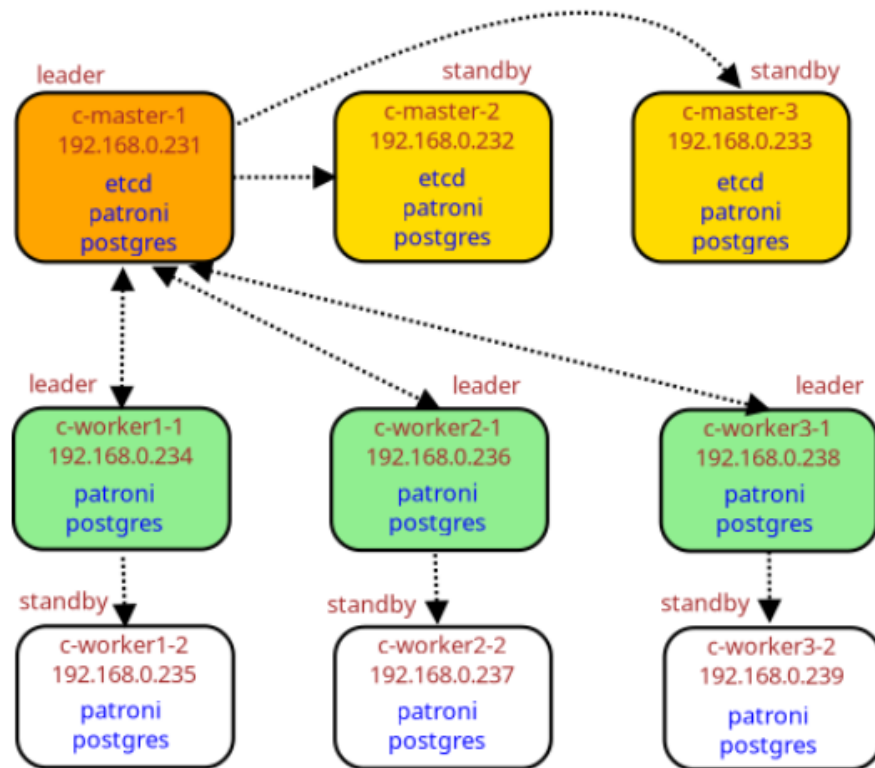 leader
c-master-1
192.168.0.231
etcd
patroni
postgres
standby
c-master-2
192.168.0.232
etcd
patroni
postgres
standby
c-master-3
192.168.0.233
etcd
patroni
postgres
leader
c-worker1-1
192.168.0.234
patroni
postgres
leader
c-worker2-1
192.168.0.236
patroni
postgres
leader
c-worker3-1
192.168.0.238
patroni
postgres
standby
c-worker1-2
192.168.0.235
patroni
postgres
standby
c-worker2-2
192.168.0.237
patroni
postgres
standby
c-worker3-2
192.168.0.239
patroni
postgres